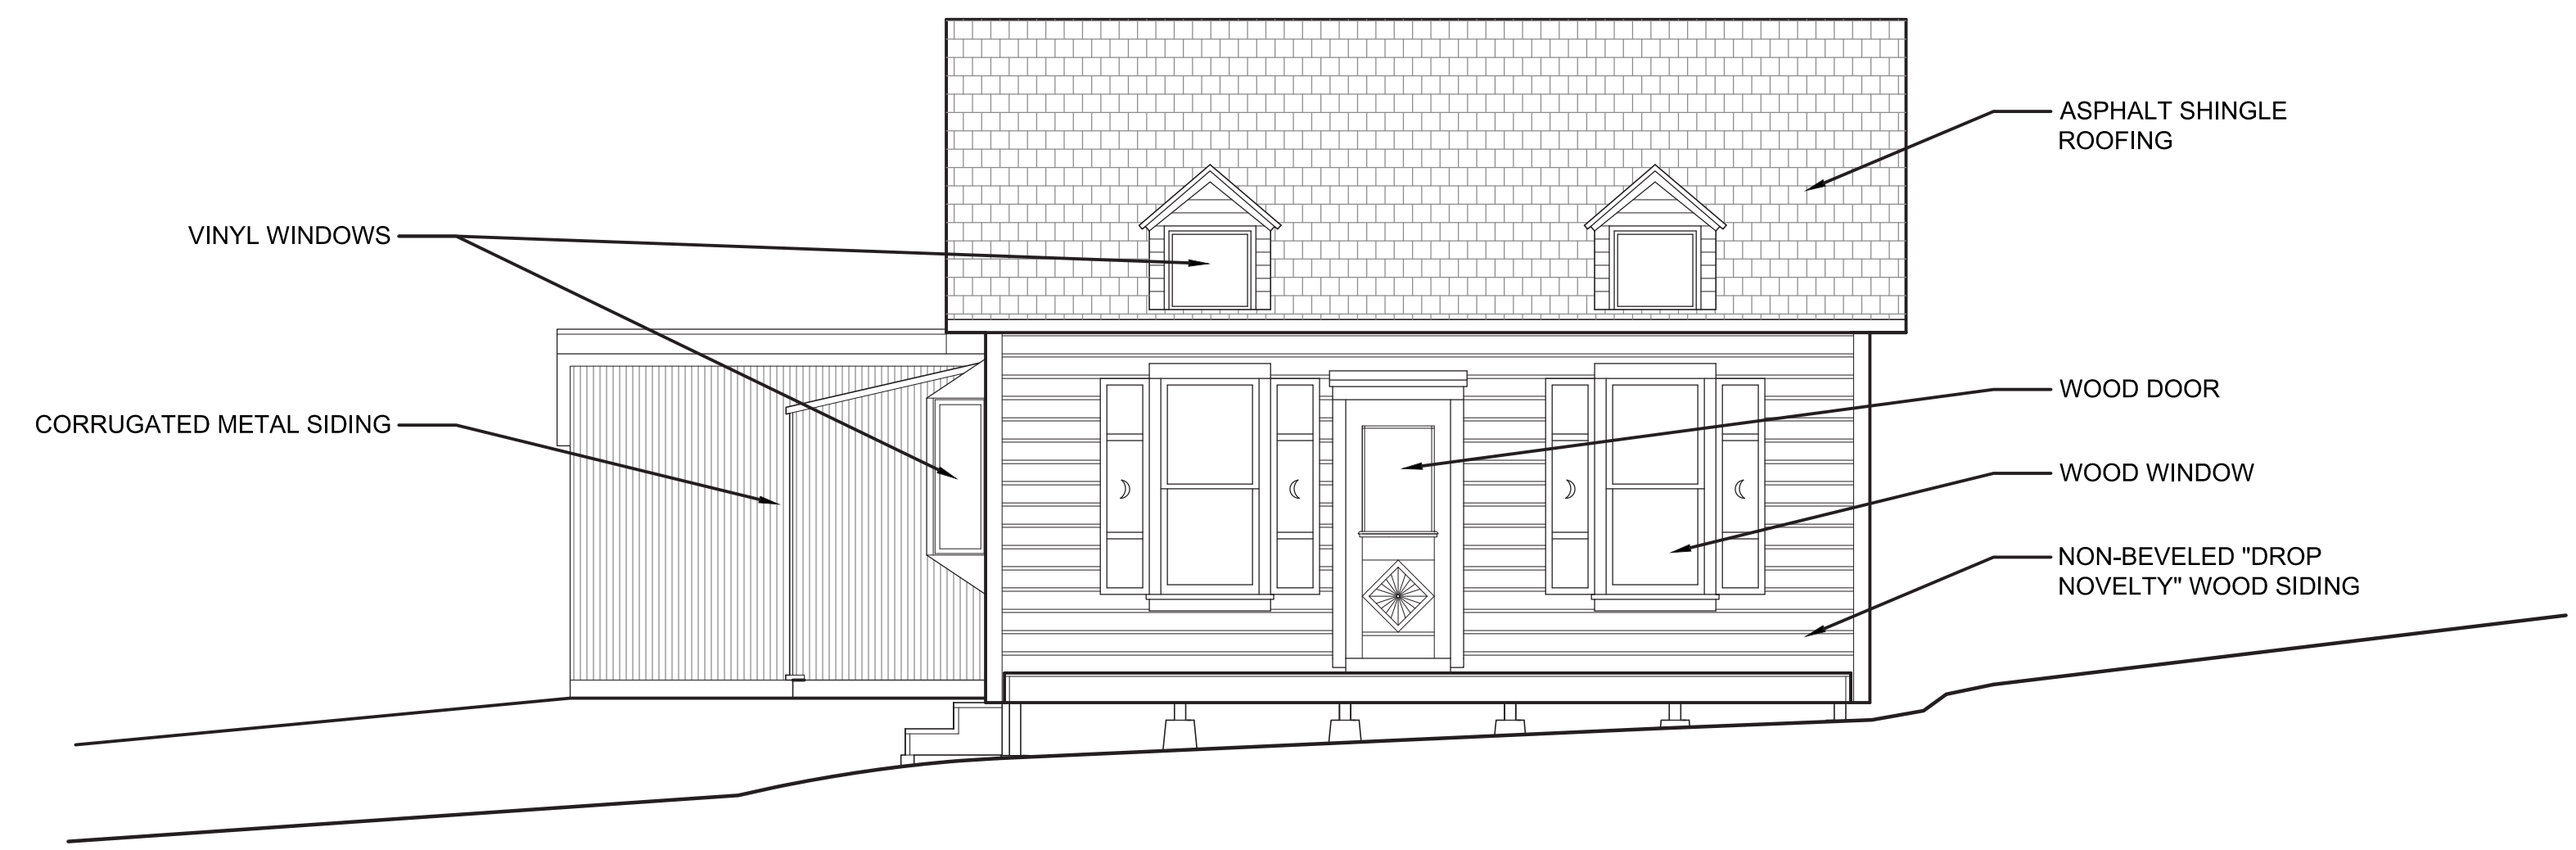 ASPHALT SHINGLE
ROOFING
VINYL WINDOWS
CORRUGATED METAL SIDING
WOOD DOOR
WOOD WINDOW
NON-BEVELED "DROP
NOVELTY" WOOD SIDING